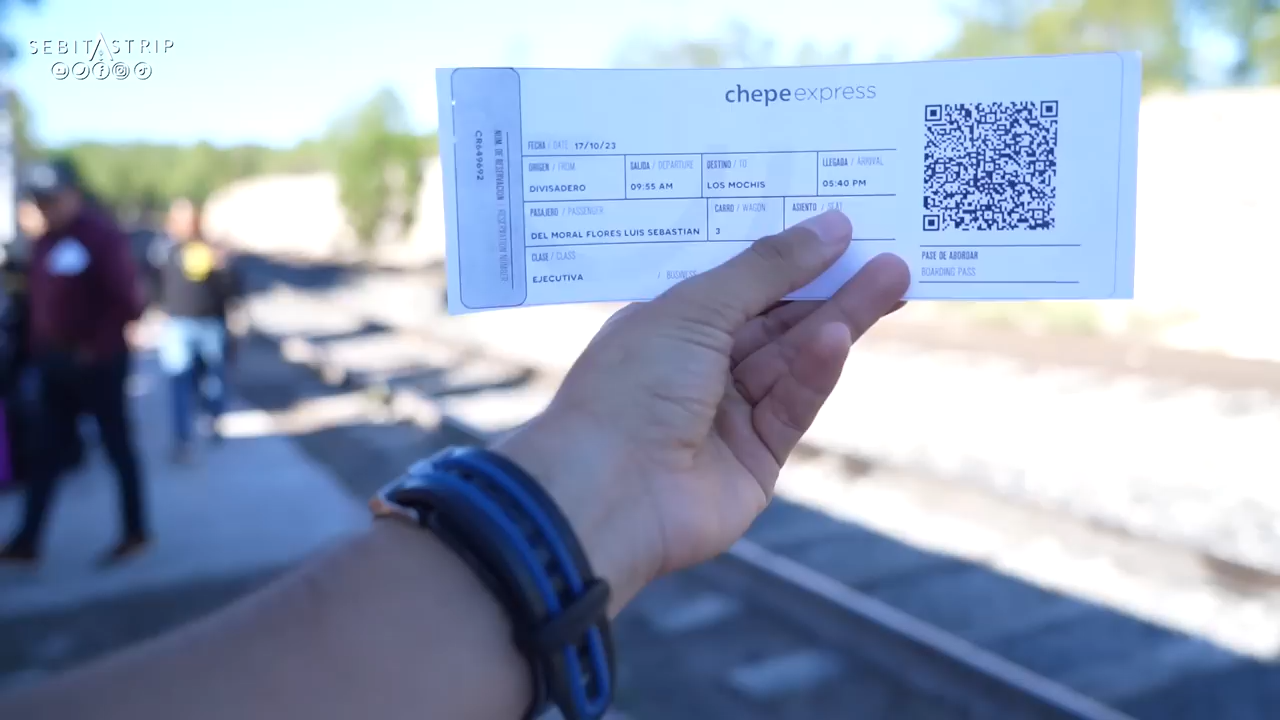 SEBITASTRIP
chepe express
NUM. DE RESERVACION / RESERVATION NUMBER
CR649692
FECHA / DATE 17/10/23
ORIGEN / FROM SALIDA / DEPARTURE DESTINO / TO LLEGADA / ARRIVAL
DIVISADERO 09:55 AM LOS MOCHIS 05:40 PM
PASAJERO / PASSENGER CARRO / WAGON ASIENTO / SEAT
DEL MORAL FLORES LUIS SEBASTIAN 3
CLASE / CLASS
EJECUTIVA / BUSINESS
PASE DE ABORDAR
BOARDING PASS